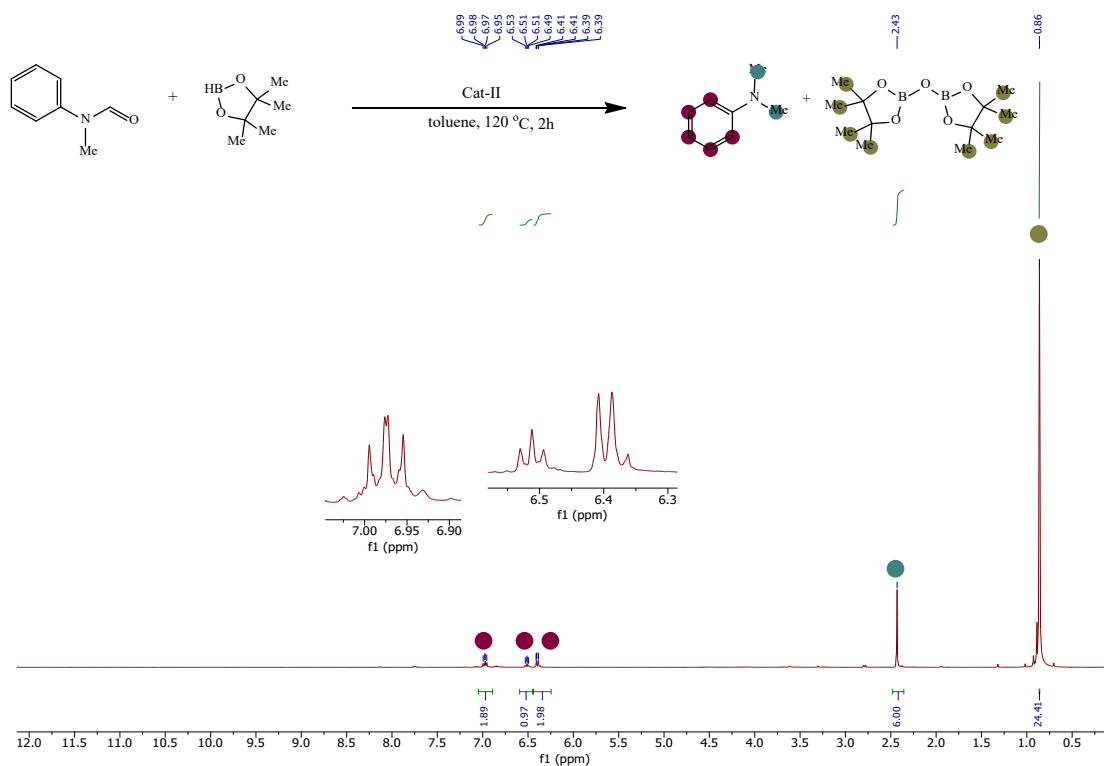 6.99 6.98 6.97 6.95 6.53 6.51 6.51 6.49 6.41 6.41 6.39 6.39
2.43
0.86
N
O
Me
+
HB
O
O
Me
Me
Me
Me
Cat-II
toluene, 120 °C, 2h
Me
N
Me
+
Me
Me
Me
Me
O
O
B
O
B
O
O
Me
Me
Me
Me
7.00 6.95 6.90
f1 (ppm)
6.5 6.4 6.3
f1 (ppm)
1.89
0.97
1.98
6.00
24.41
12.0 11.5 11.0 10.5 10.0 9.5 9.0 8.5 8.0 7.5 7.0 6.5 6.0 5.5 5.0 4.5 4.0 3.5 3.0 2.5 2.0 1.5 1.0 0.5 0.0
f1 (ppm)